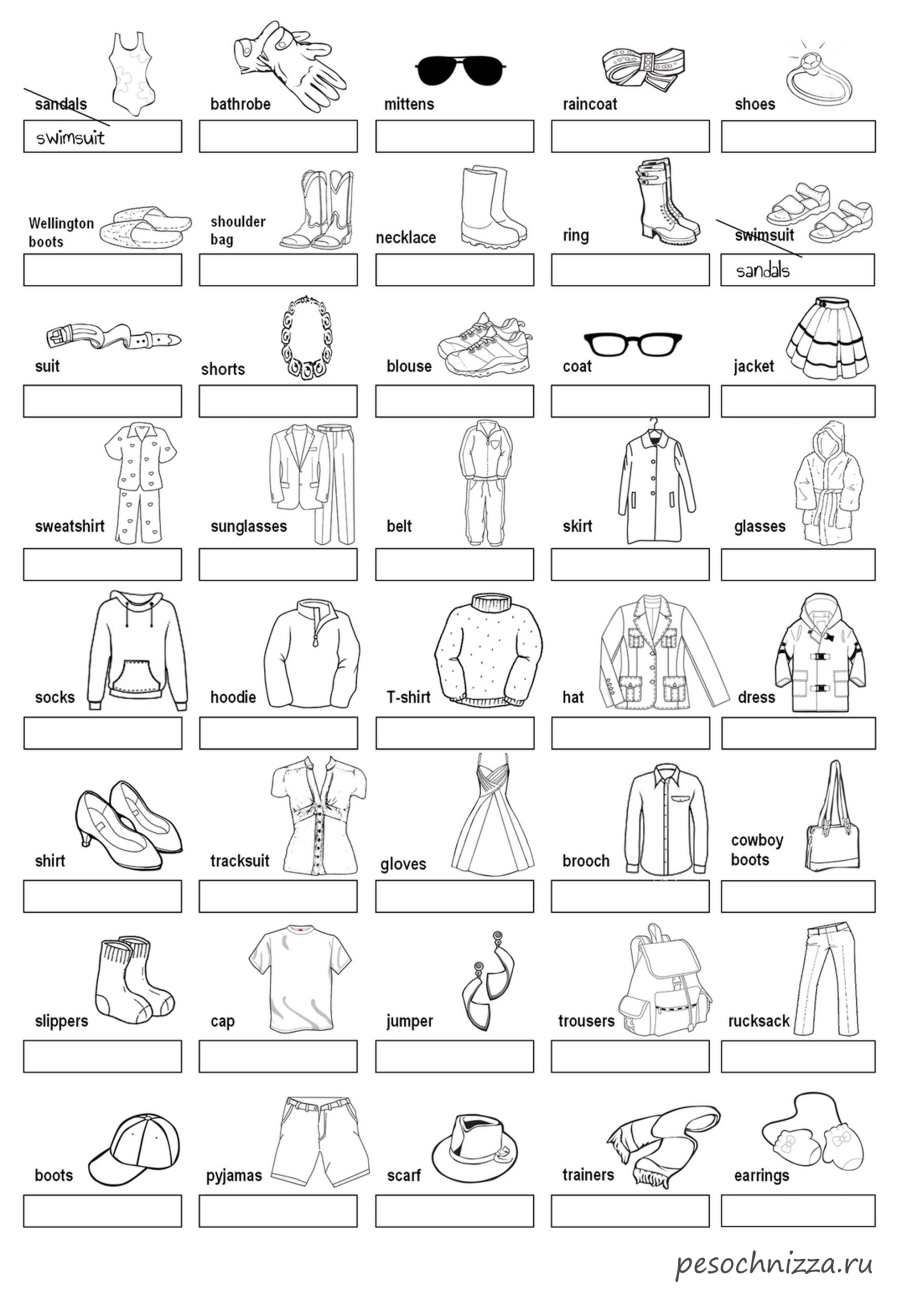 sandals
bathrobe
mittens
raincoat
shoes
swimsuit
Wellington
boots
shoulder
bag
necklace
ring
swimsuit
sandals
suit
shorts
blouse
coat
jacket
sweatshirt
sunglasses
belt
skirt
glasses
socks
hoodie
T-shirt
hat
dress
shirt
tracksuit
gloves
brooch
cowboy
boots
slippers
cap
jumper
trousers
rucksack
boots
pyjamas
scarf
trainers
earrings
pesochnizza.ru